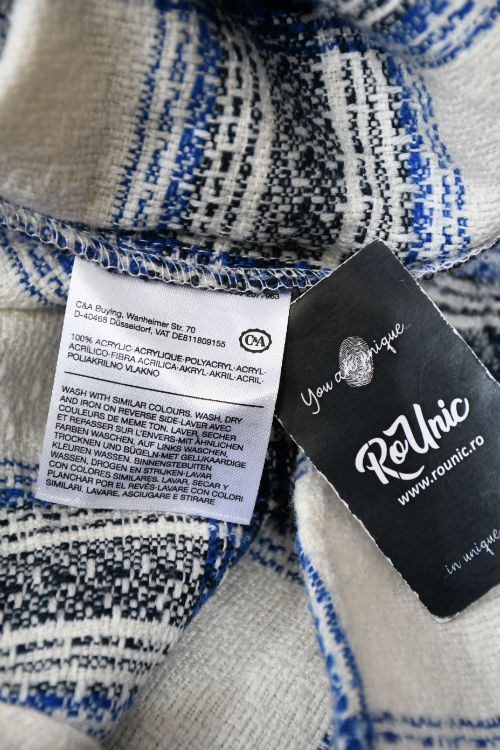 C&A Buying, Wanheimer Str. 70
D-40468 Düsseldorf, VAT DE811809155
C&A
100% ACRYLIC-ACRYLIQUE-POLYACRYL-ACRYL-
ACRÍLICO-FIBRA ACRILICA-AKRYL-AKRIL-ACRIL-
POLIAKRILNO VLAKNO
WASH WITH SIMILAR COLOURS. WASH, DRY
AND IRON ON REVERSE SIDE-LAVER AVEC
COULEURS DE MEME TON. LAVER, SECHER
ET REPASSER SUR L'ENVERS-MIT ÄHNLICHEN
FARBEN WASCHEN, AUF LINKS WASCHEN,
TROCKNEN UND BÜGELN-MET GELIJKAARDIGE
KLEUREN WASSEN. BINNENSTEBUITEN
WASSEN, DROGEN EN STRIJKEN-LAVAR
CON COLORES SIMILARES. LAVAR, SECAR Y
PLANCHAR POR EL REVÉS-LAVARE CON COLORI
SIMILARI. LAVARE, ASCIUGARE E STIRARE
You are unique...
RoUnic
www.rounic.ro
...in unique